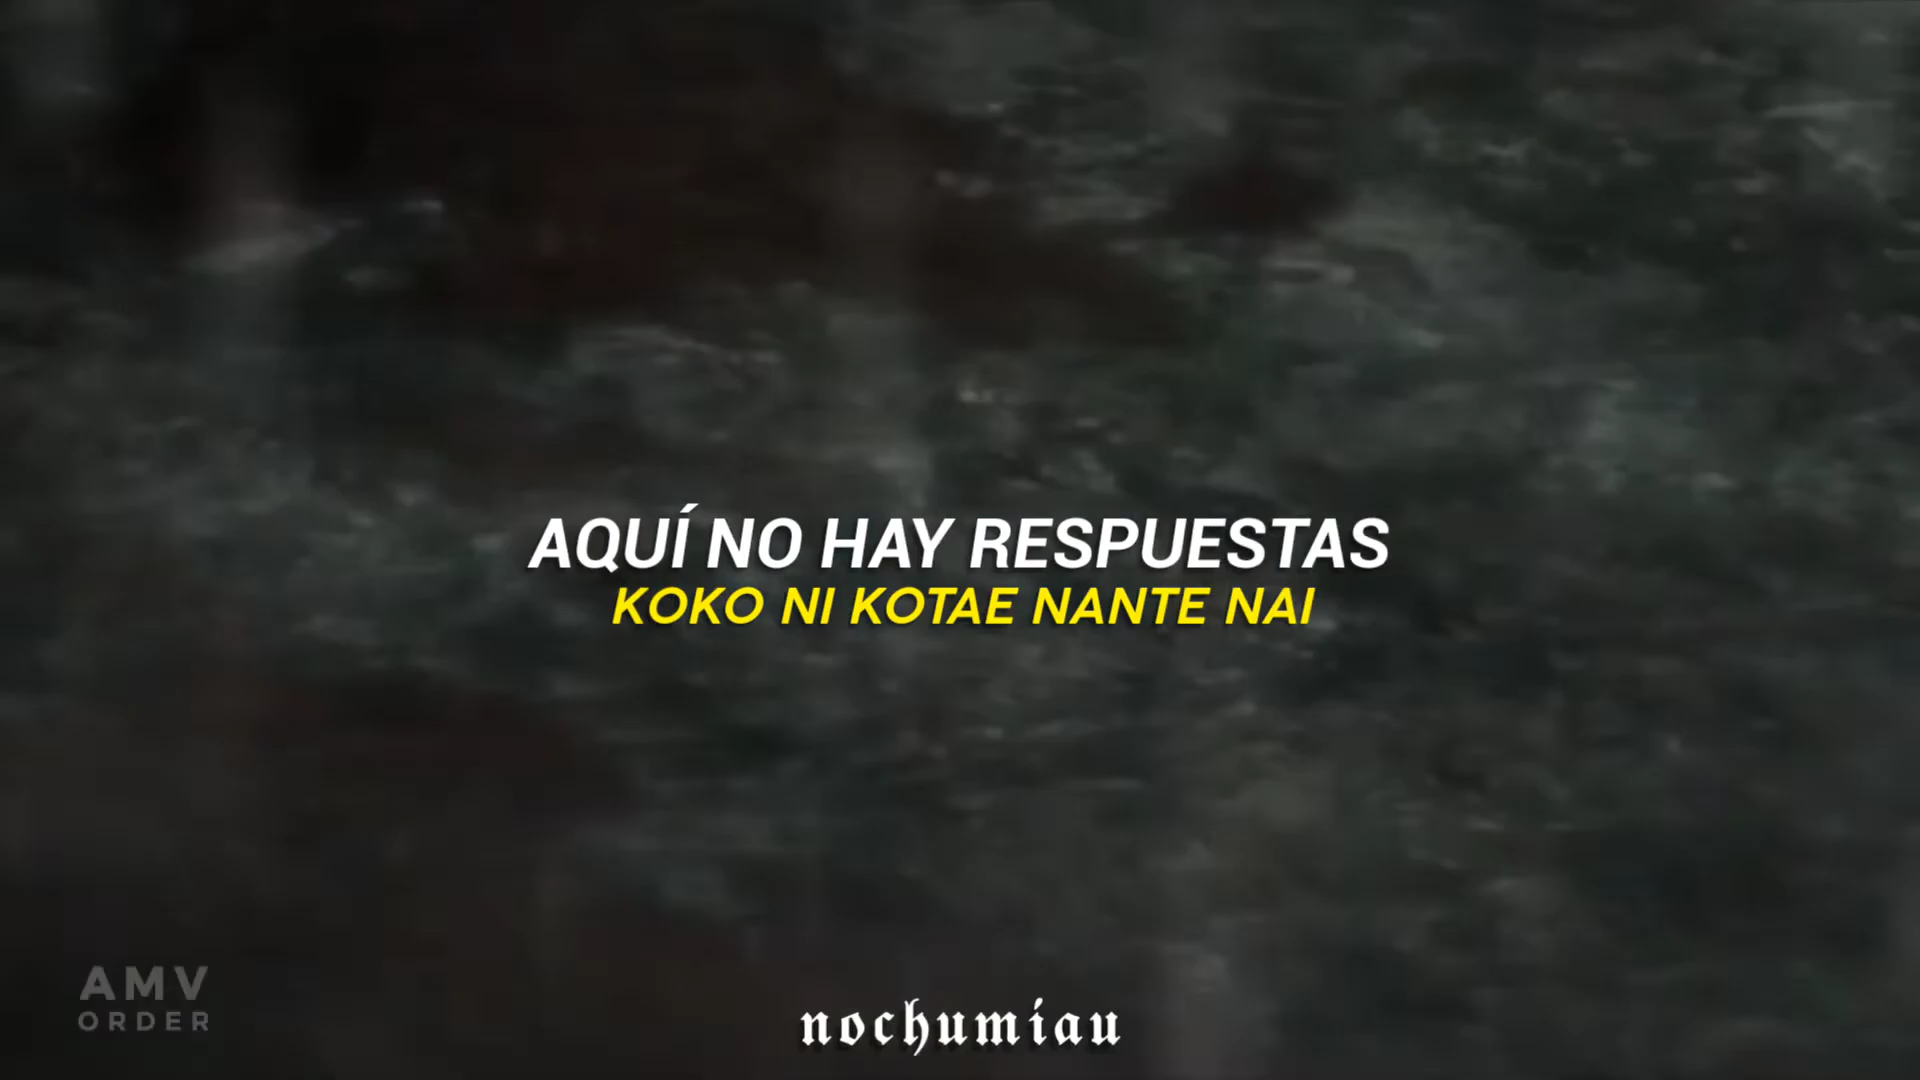 AQUÍ NO HAY RESPUESTAS
KOKO NI KOTAE NANTE NAI
AMV
ORDER
nochumiau